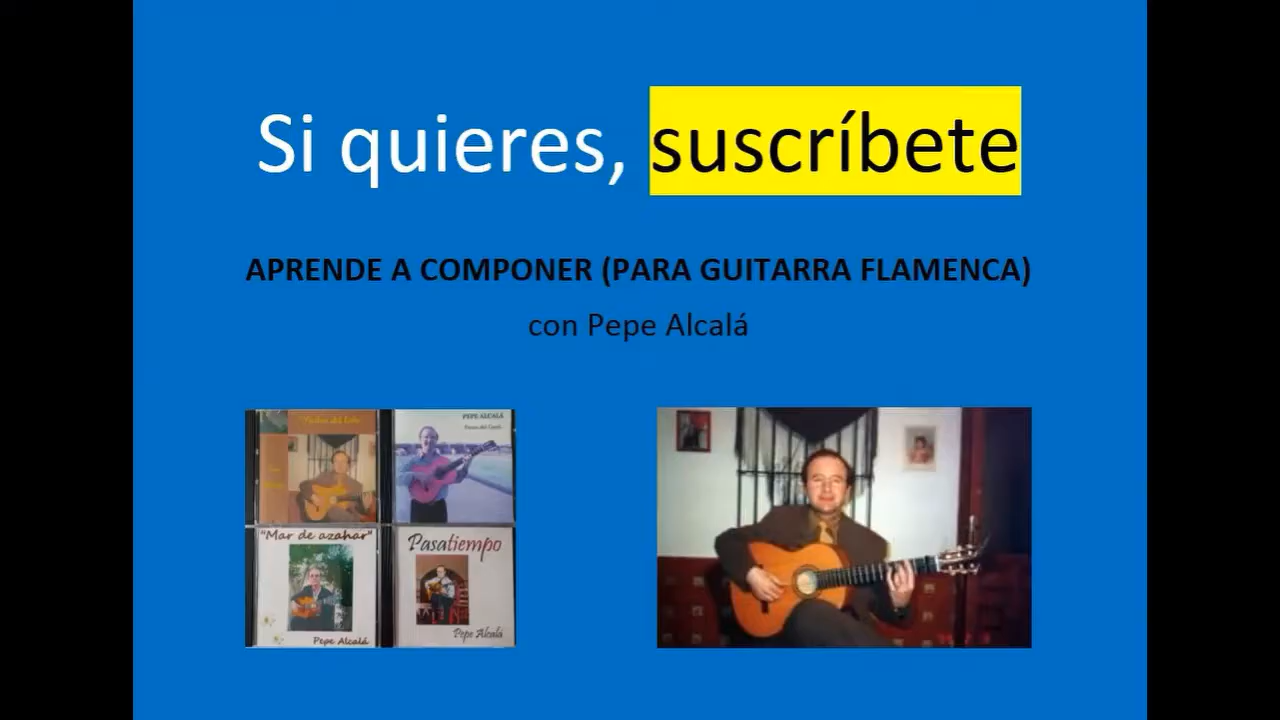 Si quieres, suscríbete
APRENDE A COMPONER (PARA GUITARRA FLAMENCA)
con Pepe Alcalá
PEPE ALCALÁ
"Mar de azahar"
Pepe Alcalá
Pasatiempo
Pepe Alcalá